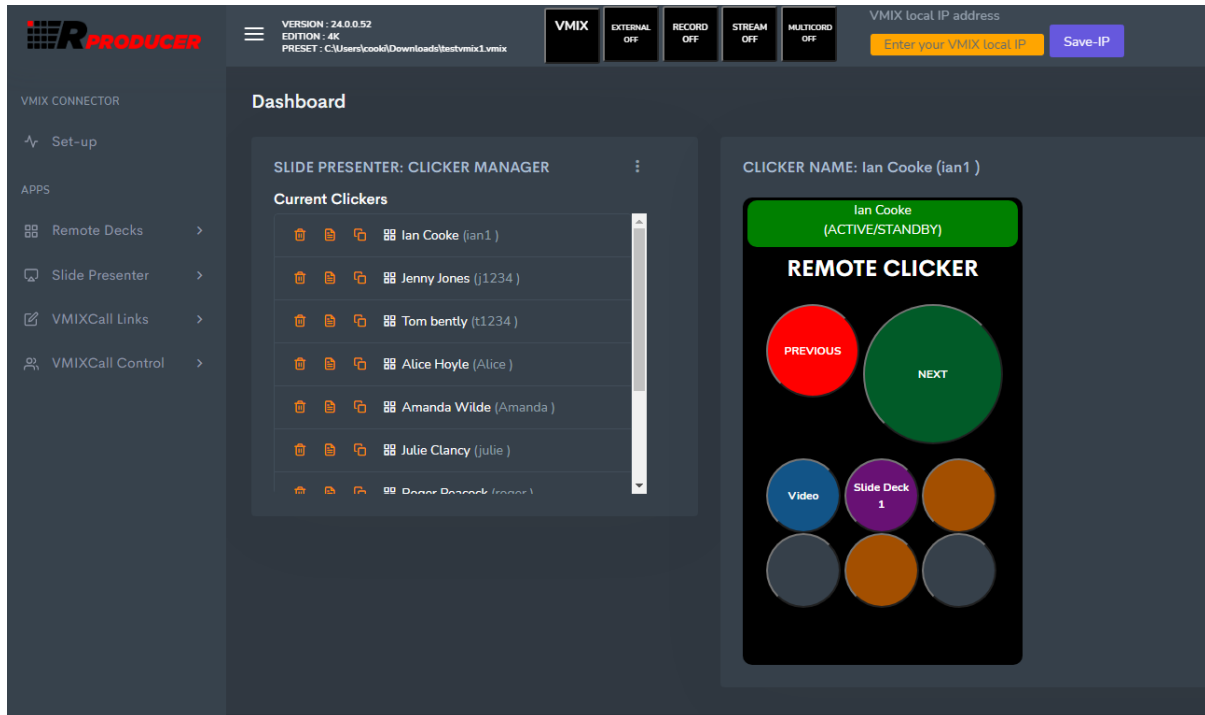 RPRODUCER
VERSION : 24.0.0.52
EDITION : 4K
PRESET : C:\Users\cooki\Downloads\testvmix1.vmix
VMIX
EXTERNAL
OFF
RECORD
OFF
STREAM
OFF
MULTICORD
OFF
VMIX local IP address
Enter your VMIX local IP
Save-IP
VMIX CONNECTOR
Set-up
APPS
Remote Decks
Slide Presenter
VMIXCall Links
VMIXCall Control
Dashboard
SLIDE PRESENTER: CLICKER MANAGER
Current Clickers
Ian Cooke (ian1 )
Jenny Jones (j1234 )
Tom bently (t1234 )
Alice Hoyle (Alice )
Amanda Wilde (Amanda )
Julie Clancy (julie )
Roger Peacock (roger )
CLICKER NAME: Ian Cooke (ian1 )
Ian Cooke
(ACTIVE/STANDBY)
REMOTE CLICKER
PREVIOUS
NEXT
Video
Slide Deck
1